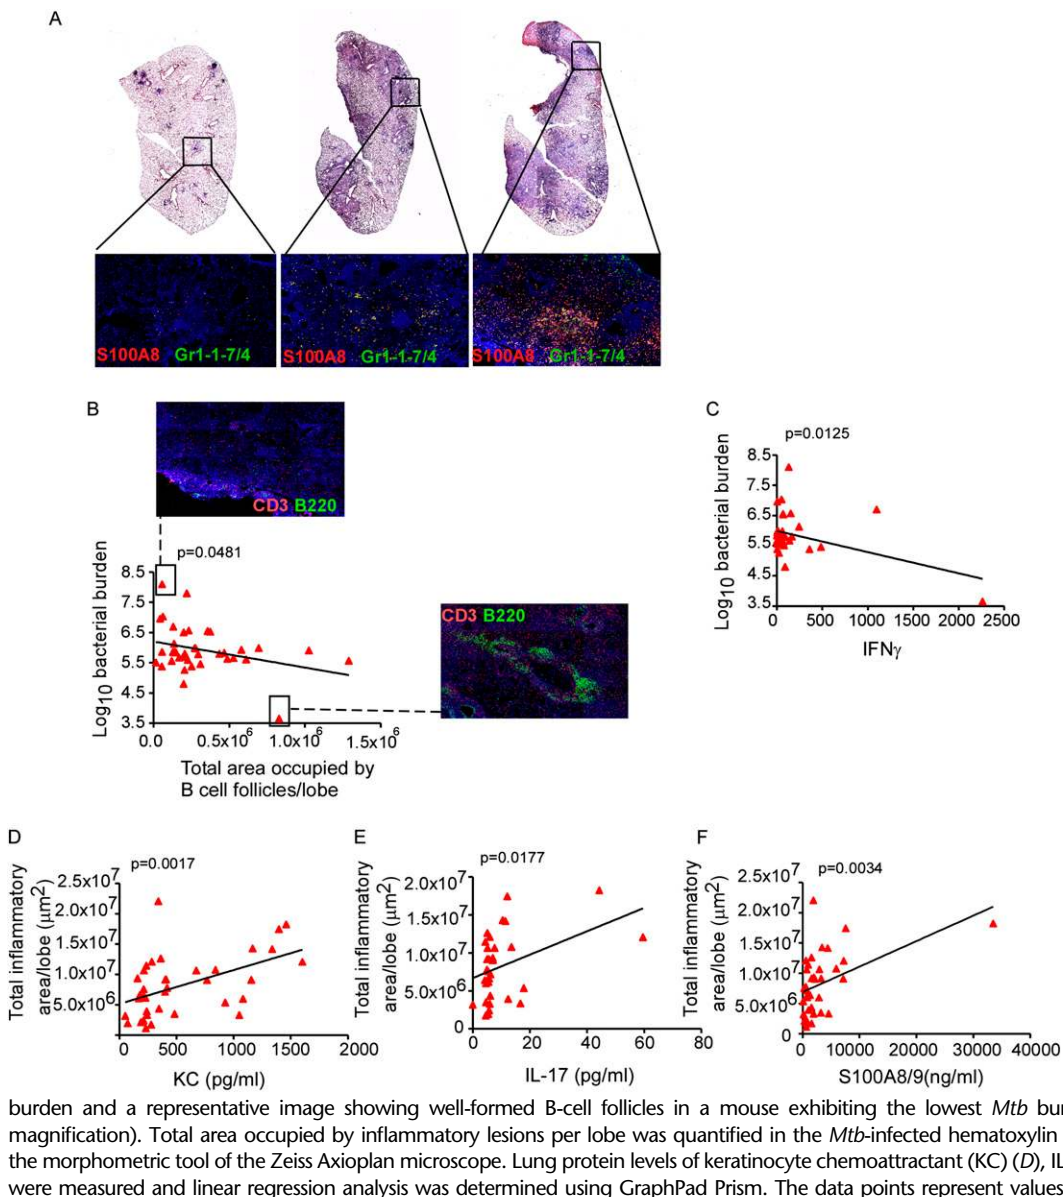 A
S100A8 Gr1-1-7/4
S100A8 Gr1-1-7/4
S100A8 Gr1-1-7/4
B
CD3 B220
p=0.0481
Log10 bacterial burden
8.5
7.5
6.5
5.5
4.5
3.5
0.0
0.5x10^6
1.0x10^6
1.5x10^6
Total area occupied by
B cell follicles/lobe
CD3 B220
C
p=0.0125
Log10 bacterial burden
8.5
7.5
6.5
5.5
4.5
3.5
0
500
1000
1500
2000
2500
IFNγ
D
p=0.0017
Total inflammatory
area/lobe (μm²)
2.5x10^7
2.0x10^7
1.5x10^7
1.0x10^7
5.0x10^6
0
0
500
1000
1500
2000
KC (pg/ml)
E
p=0.0177
Total inflammatory
area/lobe (μm²)
2.0x10^7
1.5x10^7
1.0x10^7
5.0x10^6
0
0
20
40
60
80
IL-17 (pg/ml)
F
p=0.0034
Total inflammatory
area/lobe (μm²)
2.5x10^7
2.0x10^7
1.5x10^7
1.0x10^7
5.0x10^6
0
0
10000
20000
30000
40000
S100A8/9(ng/ml)
burden and a representative image showing well-formed B-cell follicles in a mouse exhibiting the lowest Mtb bur
magnification). Total area occupied by inflammatory lesions per lobe was quantified in the Mtb-infected hematoxylin
the morphometric tool of the Zeiss Axioplan microscope. Lung protein levels of keratinocyte chemoattractant (KC) (D), IL
were measured and linear regression analysis was determined using GraphPad Prism. The data points represent values